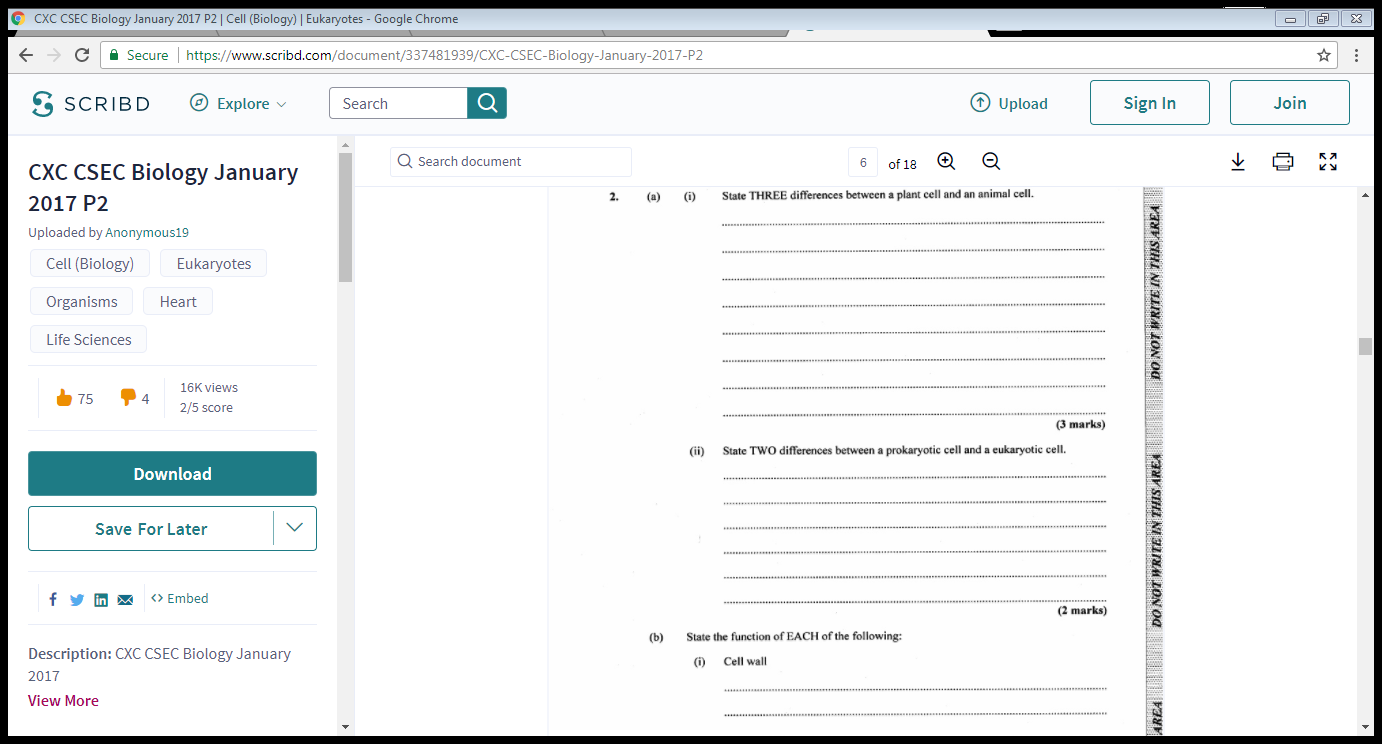 CXC CSEC Biology January 2017 P2 | Cell (Biology) | Eukaryotes - Google Chrome
Secure https://www.scribd.com/document/337481939/CXC-CSEC-Biology-January-2017-P2
SCRIBD Explore Search Upload Sign In Join
CXC CSEC Biology January
2017 P2
Uploaded by Anonymous19
Cell (Biology) Eukaryotes
Organisms Heart
Life Sciences
75 4 16K views
2/5 score
Download
Save For Later
Embed
Description: CXC CSEC Biology January
2017
View More
Search document 6 of 18
2. (a) (i) State THREE differences between a plant cell and an animal cell.
(3 marks)
(ii) State TWO differences between a prokaryotic cell and a eukaryotic cell.
(2 marks)
(b) State the function of EACH of the following:
(i) Cell wall
DO NOT WRITE IN THIS AREA
DO NOT WRITE IN THIS AREA
AREA